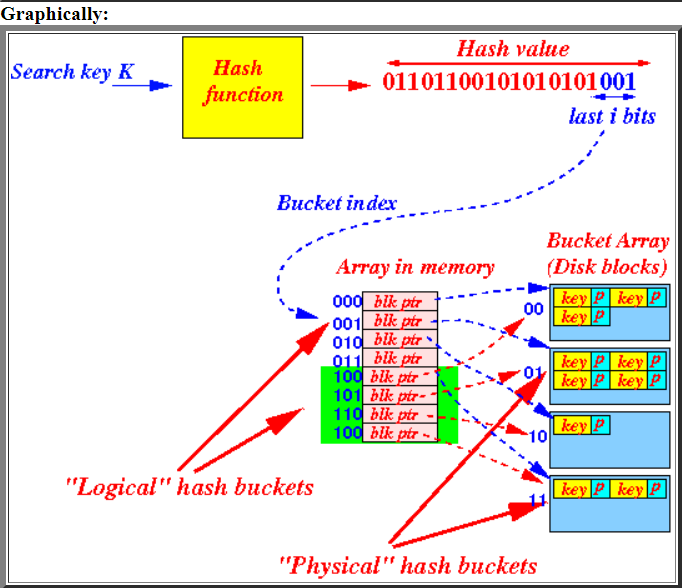 Graphically:
Hash value
Search key K
Hash
function
0110110010101010101001
last i bits
Bucket index
Bucket Array
(Disk blocks)
Array in memory
000 blk ptr
001 blk ptr
010 blk ptr
011 blk ptr
100 blk ptr
101 blk ptr
110 blk ptr
100 blk ptr
00
key p key p
key p
01
key p key p
key p key p
10
key p
11
key p key p
"Logical" hash buckets
"Physical" hash buckets